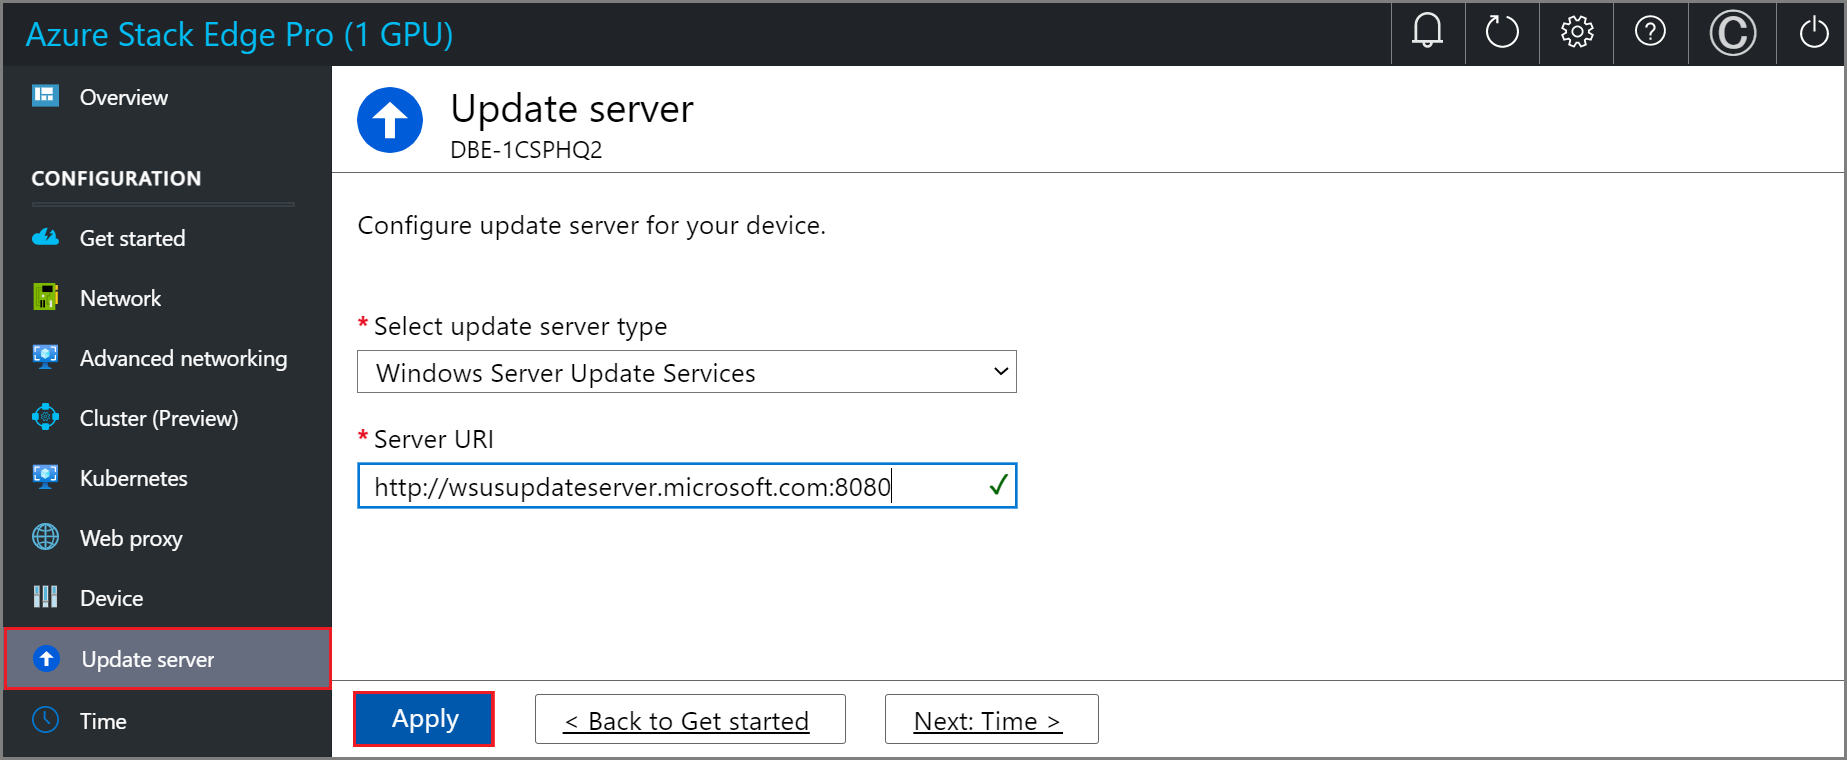 Azure Stack Edge Pro (1 GPU)
?
C
Overview
CONFIGURATION
Get started
Network
Advanced networking
Cluster (Preview)
Kubernetes
Web proxy
Device
Update server
Time
Update server
DBE-1CSPHQ2
Configure update server for your device.
* Select update server type
Windows Server Update Services
* Server URI
http://wsusupdateserver.microsoft.com:8080
Apply
< Back to Get started
Next: Time >